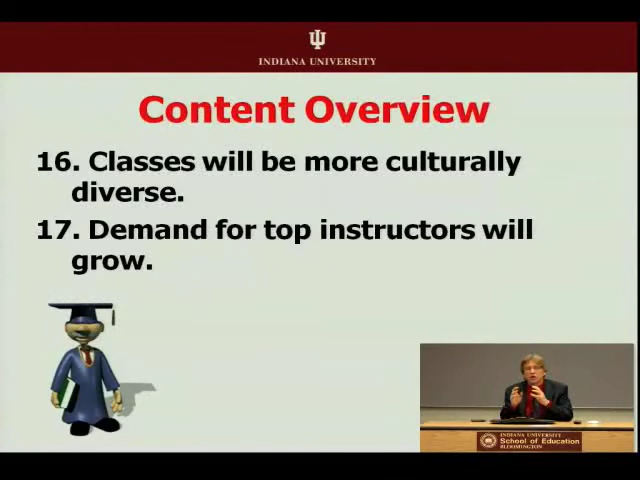 INDIANA UNIVERSITY
Content Overview
16. Classes will be more culturally
diverse.
17. Demand for top instructors will
grow.
INDIANA UNIVERSITY
School of Education
BLOOMINGTON